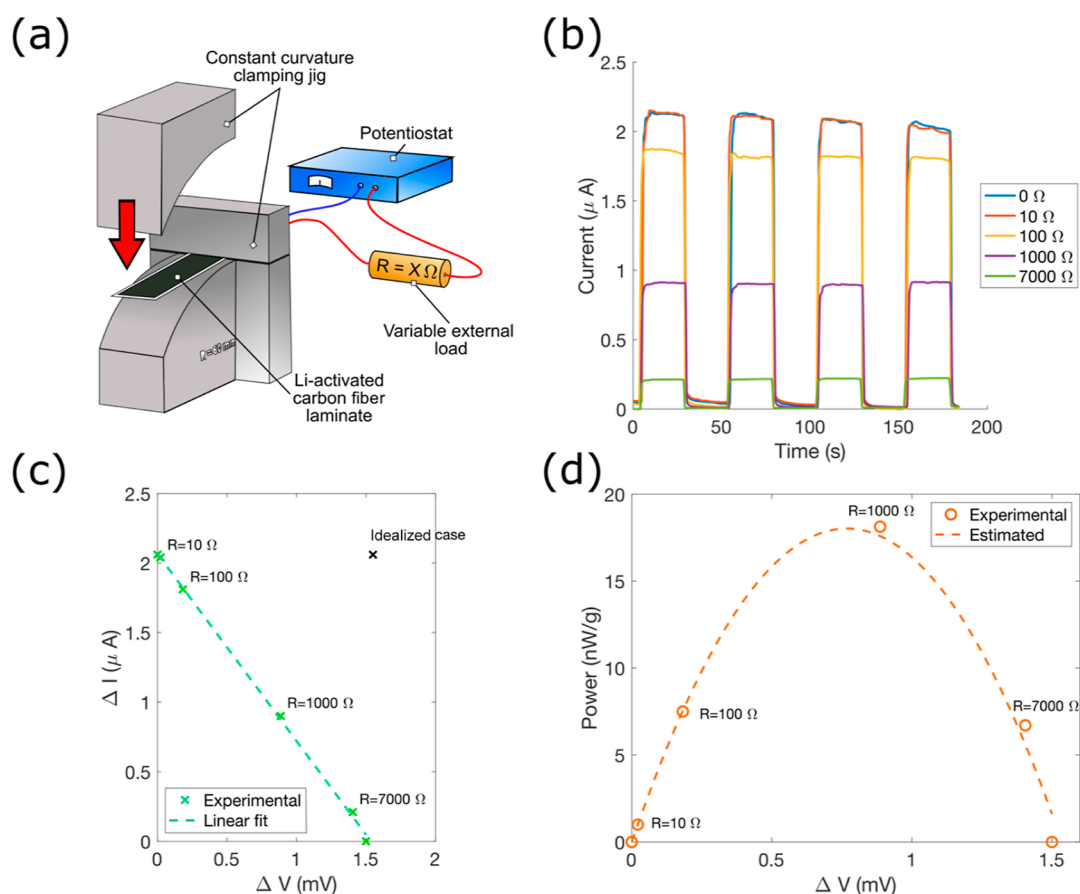 (a)
Constant curvature
clamping jig
Potentiostat
R = X Ω
Variable external
load
Li-activated
carbon fiber
laminate
(b)
2.5
2
1.5
1
0.5
0
Current (μ A)
0 50 100 150 200
Time (s)
0 Ω
10 Ω
100 Ω
1000 Ω
7000 Ω
(c)
2.5
2
1.5
1
0.5
0
Δ I (μ A)
Idealized case
R=10 Ω
R=100 Ω
R=1000 Ω
R=7000 Ω
Experimental
Linear fit
0 0.5 1 1.5 2
Δ V (mV)
(d)
20
15
10
5
0
Power (nW/g)
R=1000 Ω
Experimental
Estimated
R=100 Ω
R=7000 Ω
R=10 Ω
0 0.5 1 1.5
Δ V (mV)